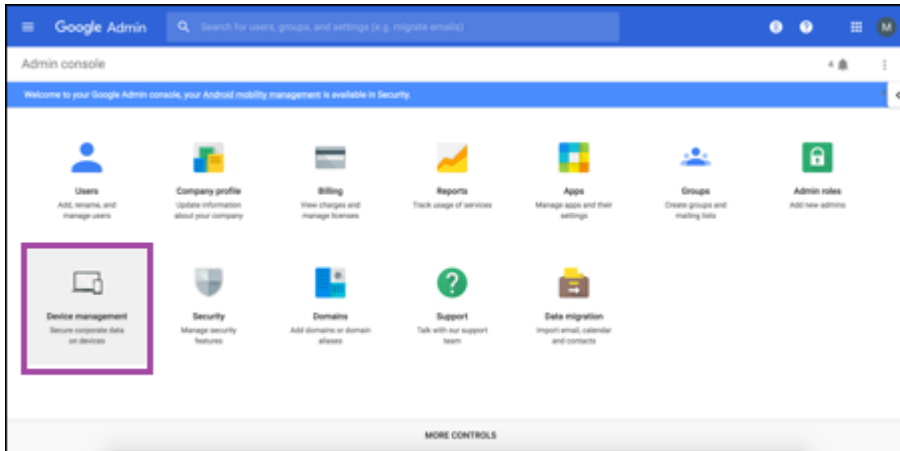 Google Admin
Search for users, groups, and settings (e.g. migrate emails)
M
Admin console
4
Welcome to your Google Admin console, your Android mobility management is available in Security.
Users
Add, rename, and
manage users
Company profile
Update information
about your company
Billing
View charges and
manage licenses
Reports
Track usage of services
Apps
Manage apps and their
settings
Groups
Create groups and
mailing lists
Admin roles
Add new admins
Device management
Secure corporate data
on devices
Security
Manage security
features
Domains
Add domains or domain
aliases
?
Support
Talk with our support
team
Data migration
Import email, calendar
and contacts
MORE CONTROLS